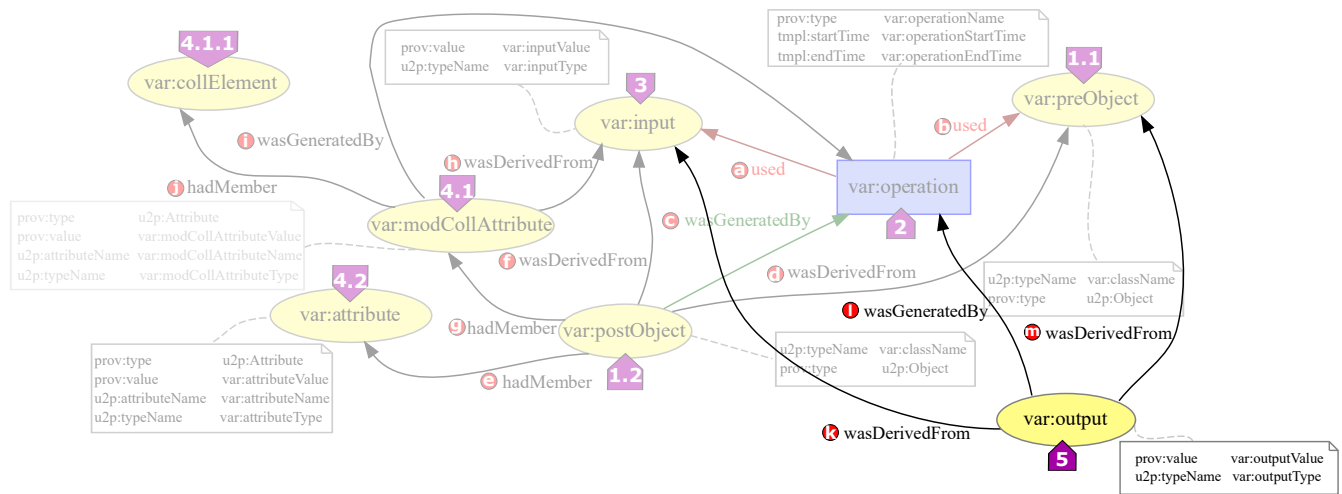 prov:type var:operationName
tmpl:startTime var:operationStartTime
tmpl:endTime var:operationEndTime
4.1.1
var:collElement
prov:value var:inputValue
u2p:typeName var:inputType
3
var:input
1.1
var:preObject
i wasGeneratedBy
h wasDerivedFrom
b used
a used
j hadMember
4.1
var:modCollAttribute
var:operation
2
prov:type u2p:Attribute
prov:value var:modCollAttributeValue
u2p:attributeName var:modCollAttributeName
u2p:typeName var:modCollAttributeType
c wasGeneratedBy
f wasDerivedFrom
d wasDerivedFrom
u2p:typeName var:className
prov:type u2p:Object
4.2
var:attribute
l wasGeneratedBy
m wasDerivedFrom
g hadMember
var:postObject
1.2
u2p:typeName var:className
prov:type u2p:Object
prov:type u2p:Attribute
prov:value var:attributeValue
u2p:attributeName var:attributeName
u2p:typeName var:attributeType
e hadMember
k wasDerivedFrom
var:output
5
prov:value var:outputValue
u2p:typeName var:outputType